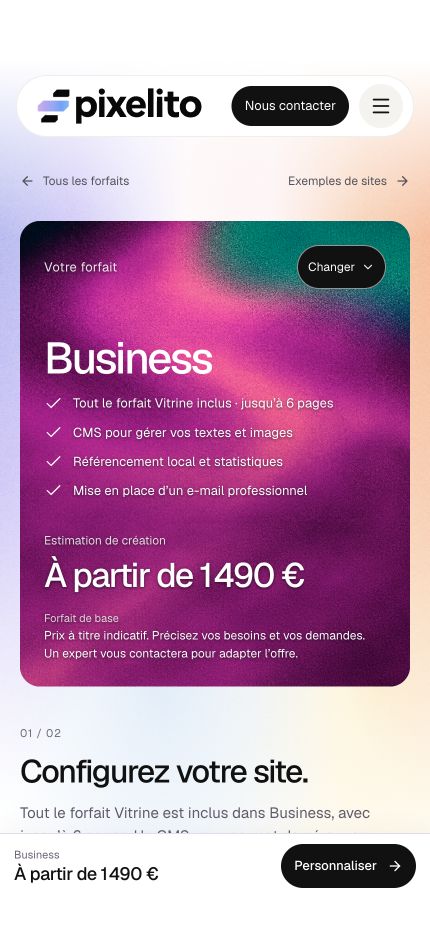 pixelito
Nous contacter
Tous les forfaits
Exemples de sites
Votre forfait
Changer
Business
Tout le forfait Vitrine inclus · jusqu'à 6 pages
CMS pour gérer vos textes et images
Référencement local et statistiques
Mise en place d'un e-mail professionnel
Estimation de création
À partir de 1 490 €
Forfait de base
Prix à titre indicatif. Précisez vos besoins et vos demandes.
Un expert vous contactera pour adapter l'offre.
01 / 02
Configurez votre site.
Tout le forfait Vitrine est inclus dans Business, avec
Business
À partir de 1 490 €
Personnaliser